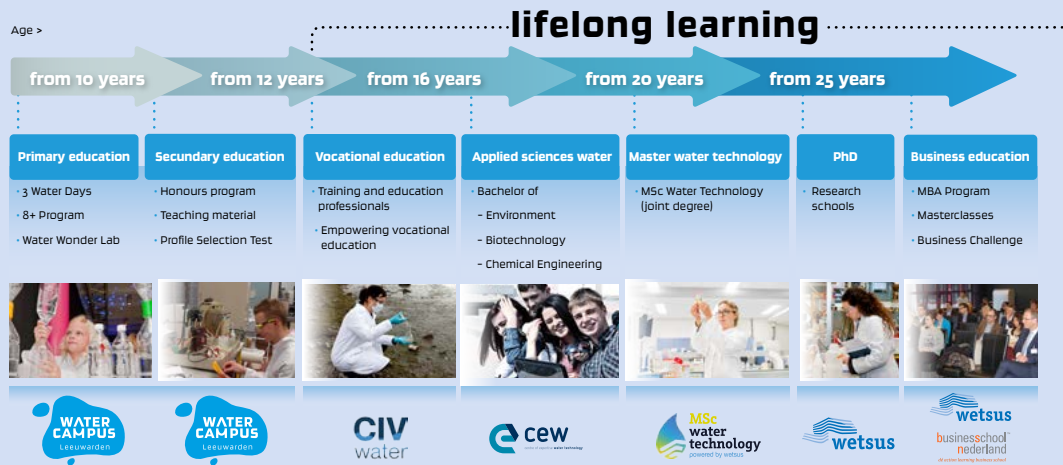 lifelong learning
Age >
from 10 years
from 12 years
from 16 years
from 20 years
from 25 years
Primary education
Secundary education
Vocational education
Applied sciences water
Master water technology
PhD
Business education
· 3 Water Days
· 8+ Program
· Water Wonder Lab
· Honours program
· Teaching material
· Profile Selection Test
· Training and education
professionals
· Empowering vocational
education
· Bachelor of
- Environment
- Biotechnology
- Chemical Engineering
· MSc Water Technology
(joint degree)
· Research
schools
· MBA Program
· Masterclasses
· Business Challenge
WATER
CAMPUS
Leeuwarden
WATER
CAMPUS
Leeuwarden
CIV
water
cew
water technology
MSc
water
technology
powered by wetsus
wetsus
wetsus
businesschool
nederland